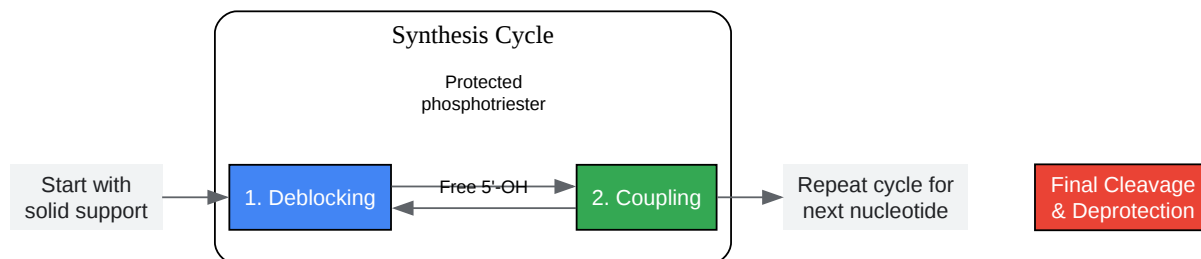 Synthesis Cycle
Protected
phosphotriester
Start with
solid support
1. Deblocking
Free 5'-OH
2. Coupling
Repeat cycle for
next nucleotide
Final Cleavage
& Deprotection